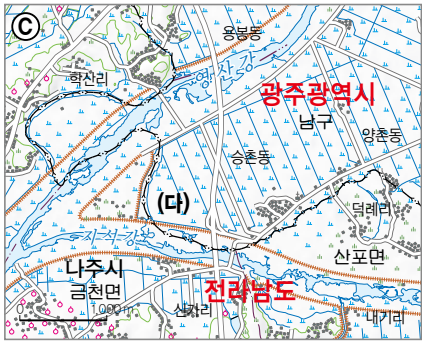 ⓒ
용봉동
학산리
영산강
광주광역시
남구
양촌동
승촌동
덕례리
(다)
지석강
산포면
나주시
금천면
전라남도
0 1000m
신가리
내기리